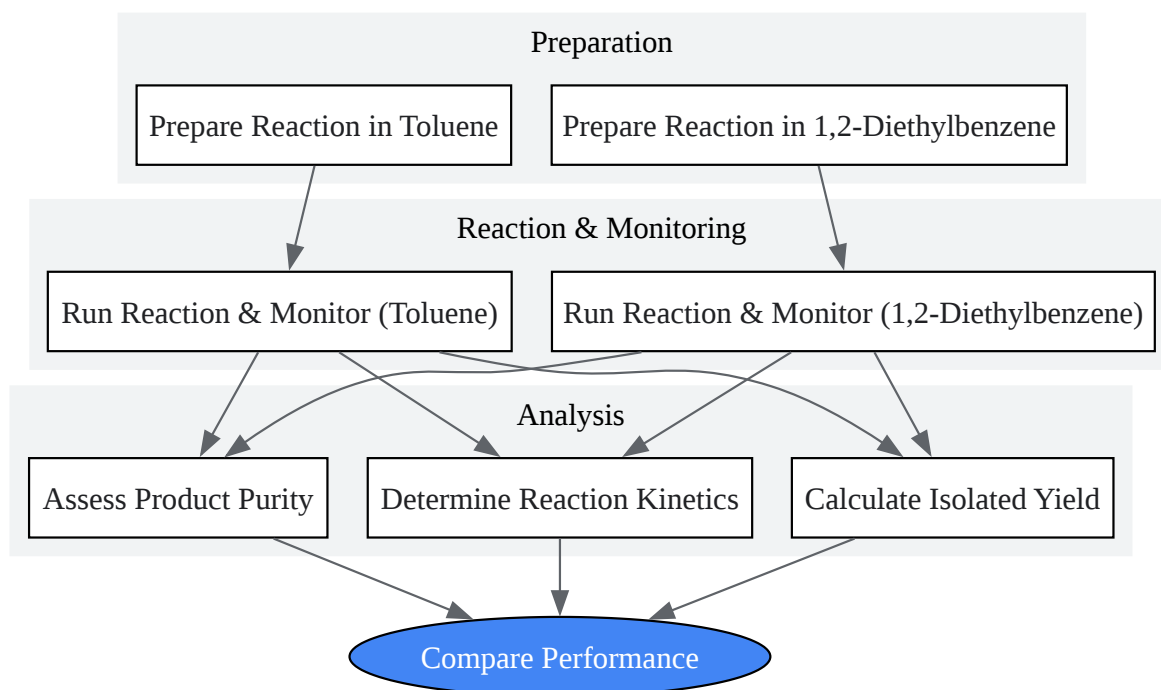 Preparation
Prepare Reaction in Toluene
Prepare Reaction in 1,2-Diethylbenzene
Reaction & Monitoring
Run Reaction & Monitor (Toluene)
Run Reaction & Monitor (1,2-Diethylbenzene)
Analysis
Assess Product Purity
Determine Reaction Kinetics
Calculate Isolated Yield
Compare Performance